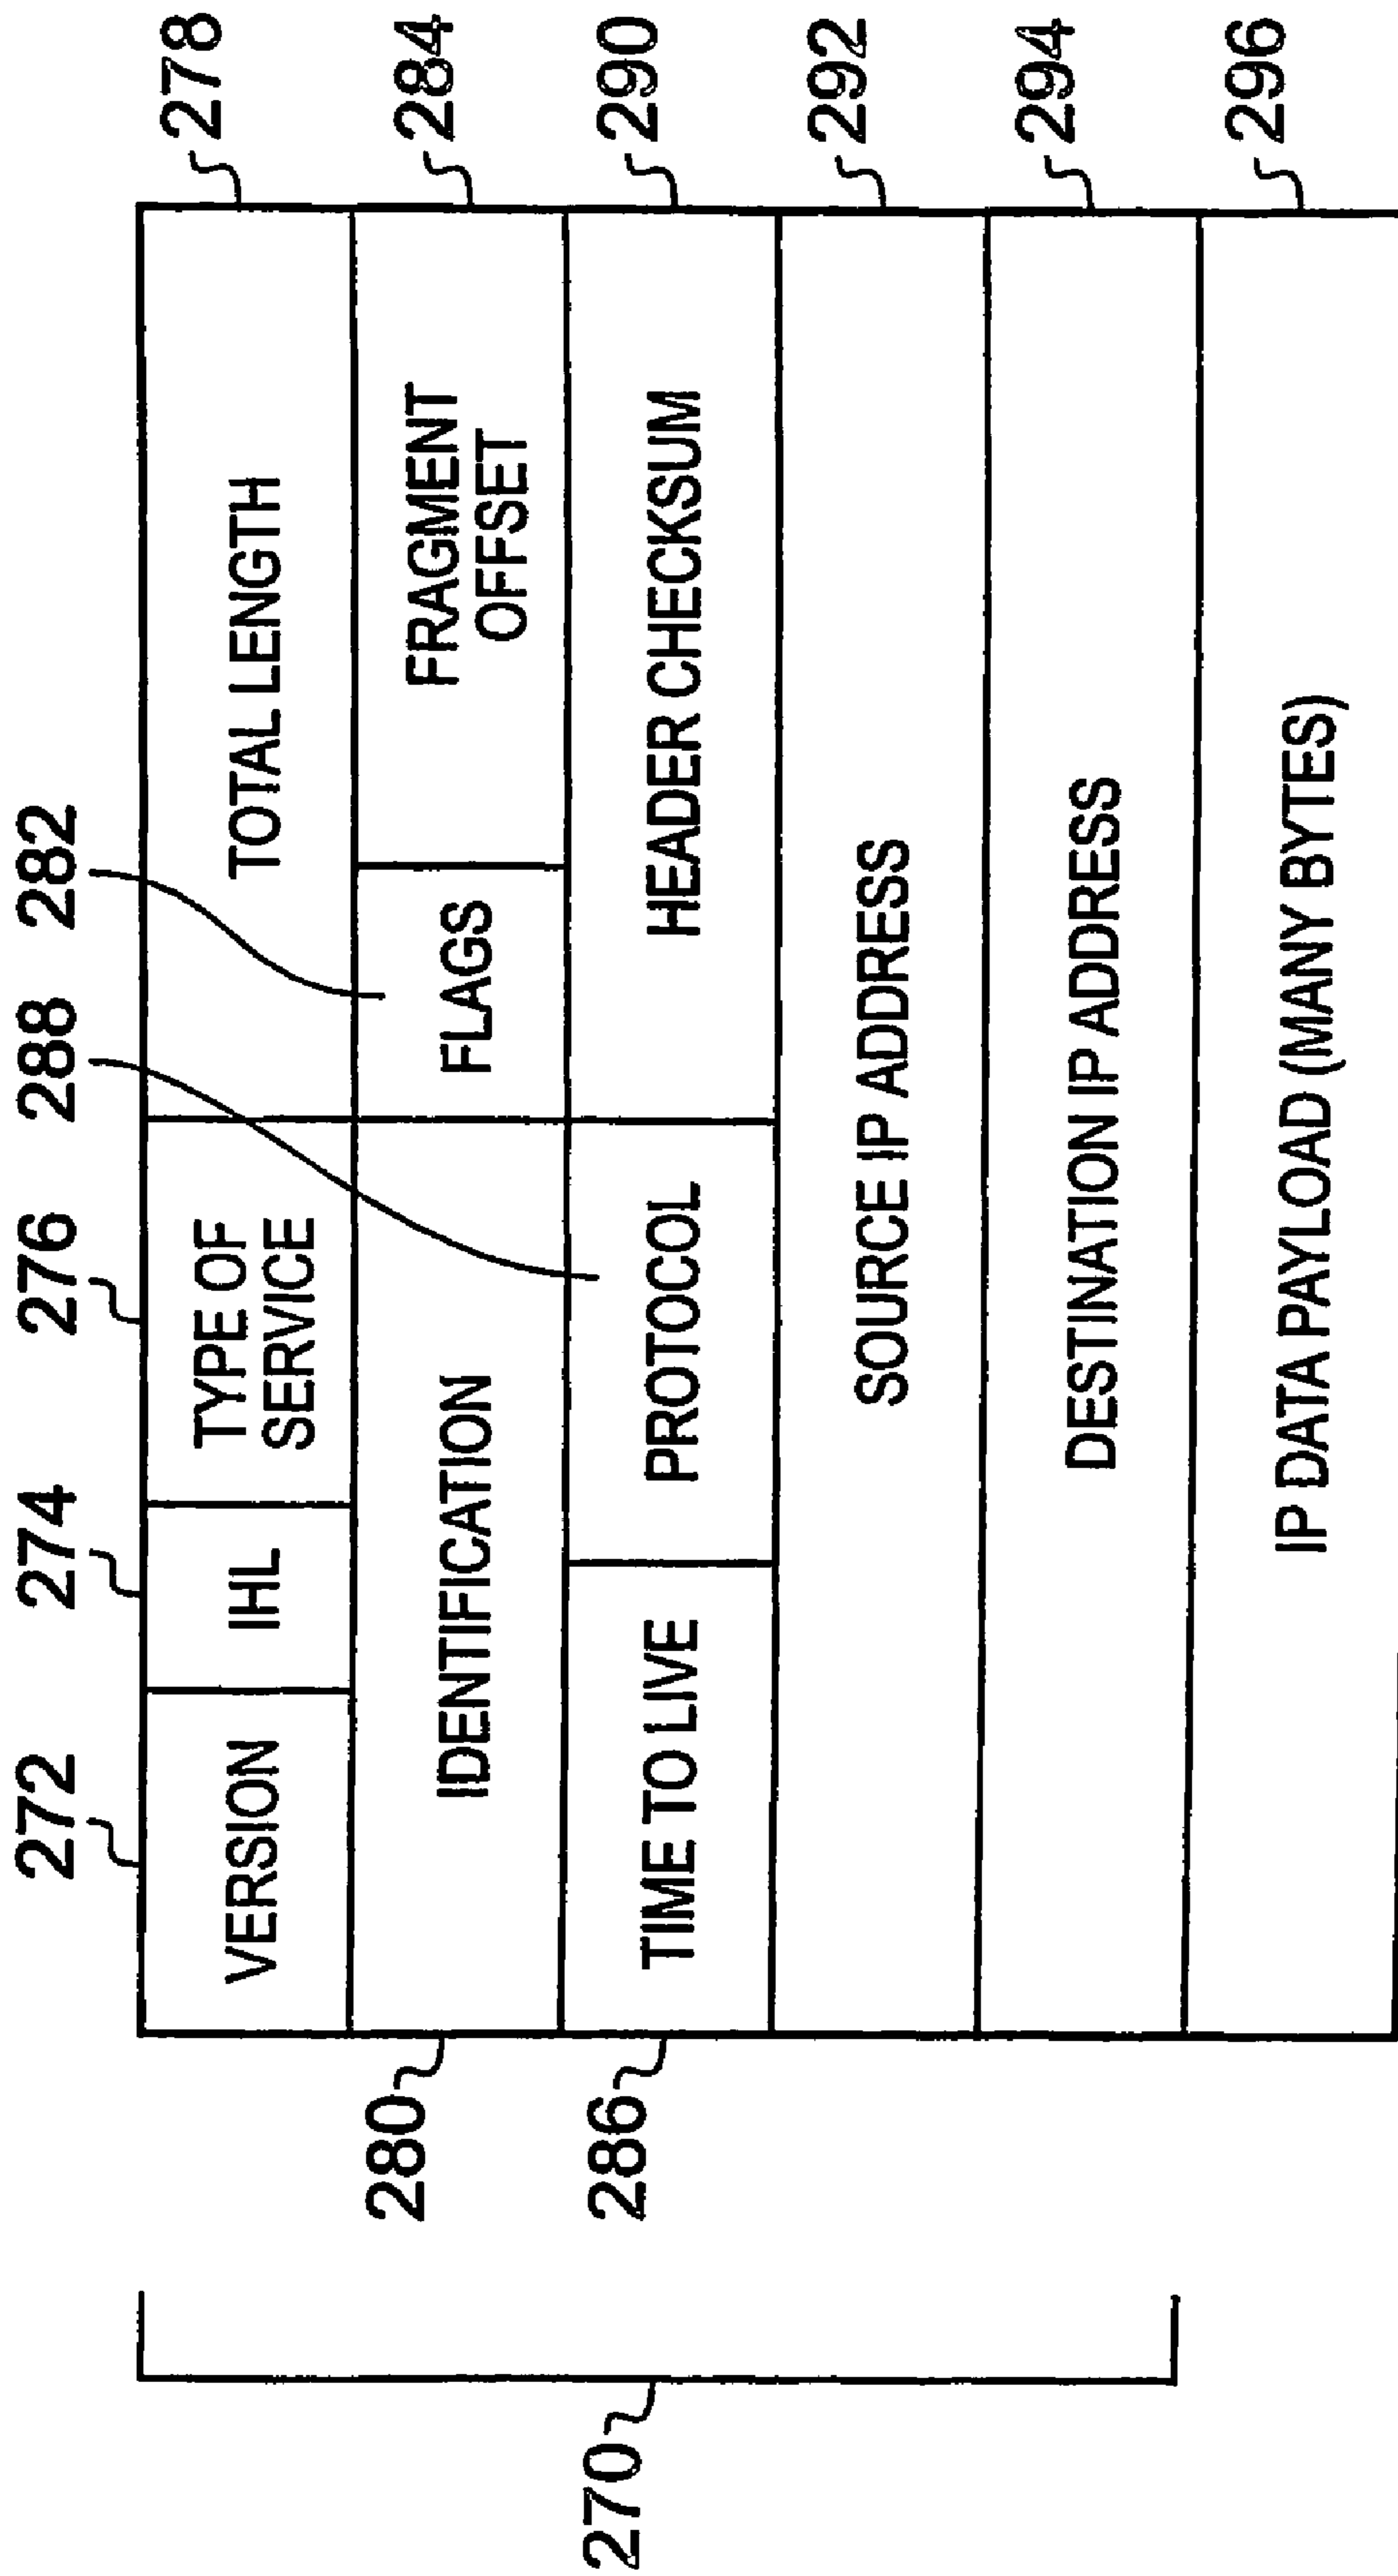 272
274
276
288
282
VERSION
IHL
TYPE OF
SERVICE
TOTAL LENGTH
278
280
IDENTIFICATION
FLAGS
FRAGMENT
OFFSET
284
270
286
TIME TO LIVE
PROTOCOL
HEADER CHECKSUM
290
SOURCE IP ADDRESS
292
DESTINATION IP ADDRESS
294
IP DATA PAYLOAD (MANY BYTES)
296